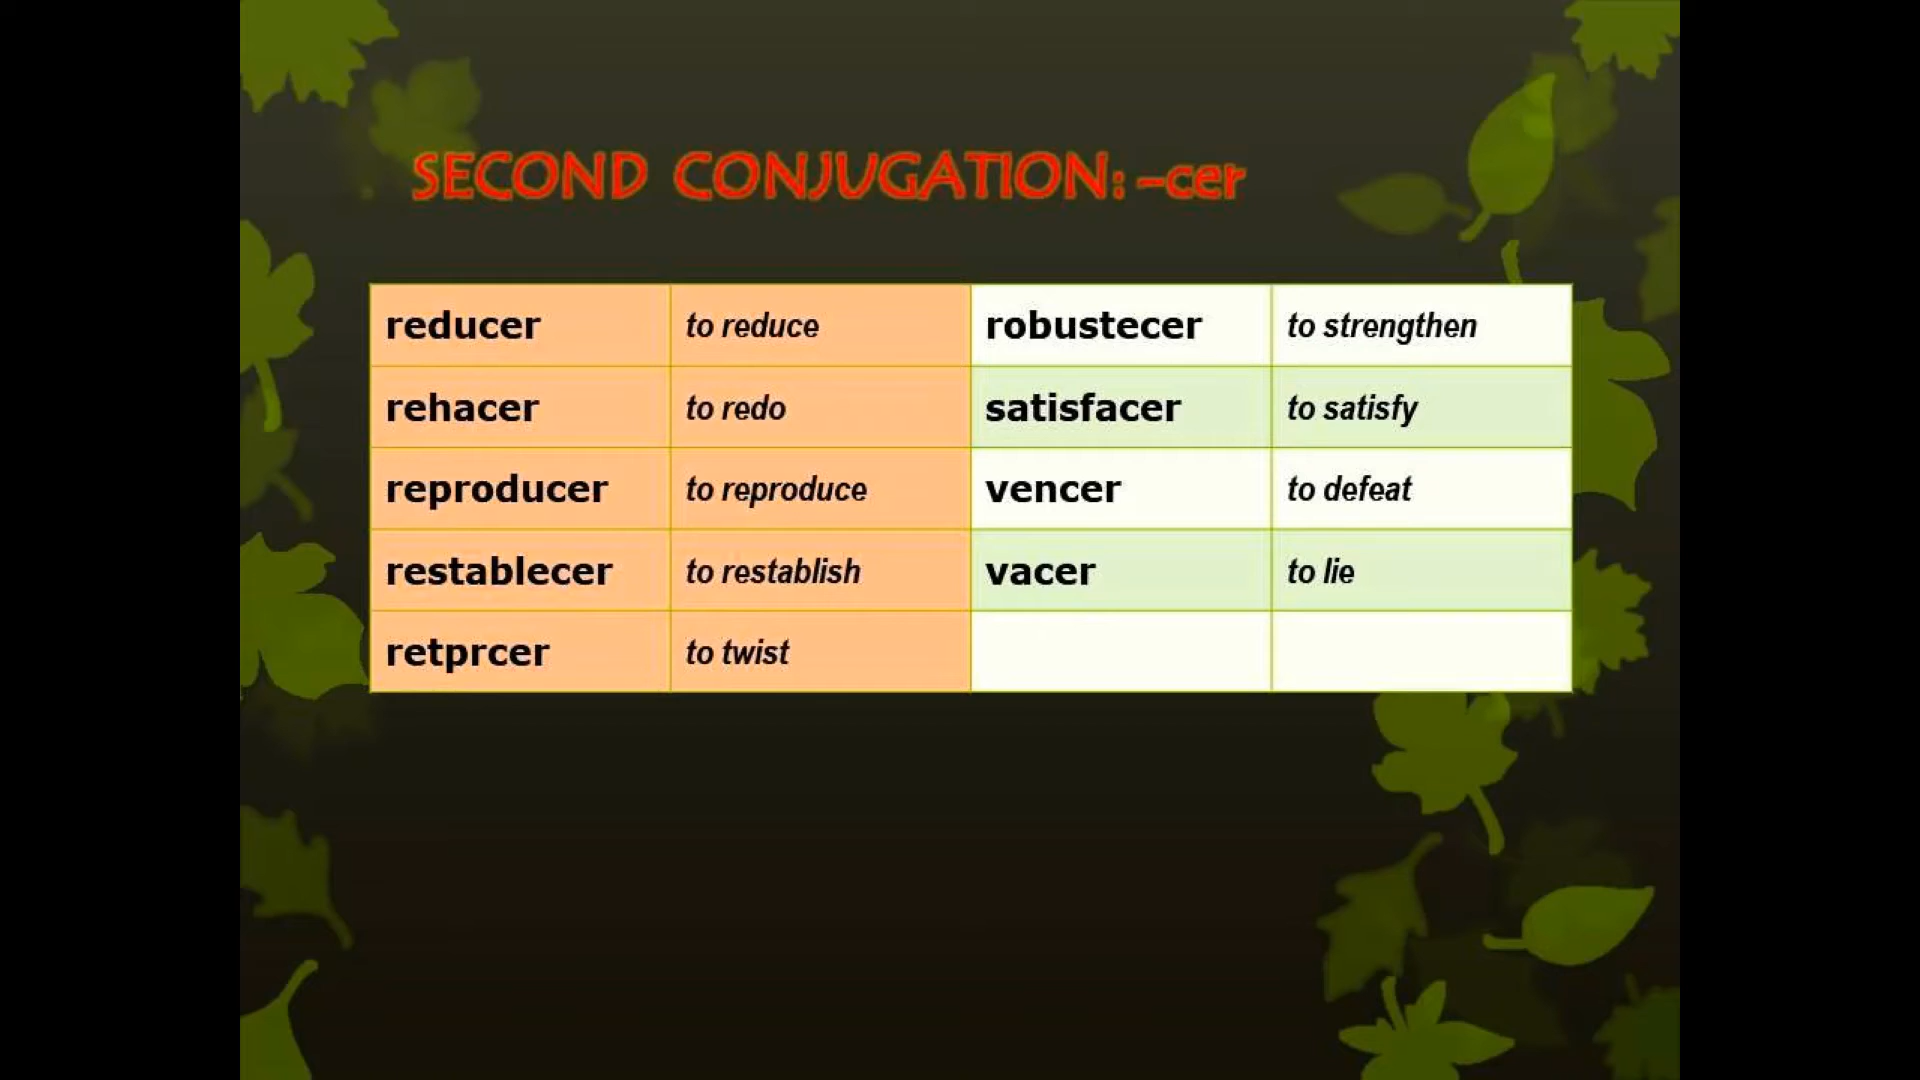 SECOND CONJUGATION: -cer
reducer to reduce robustecer to strengthen
rehacer to redo satisfacer to satisfy
reproducer to reproduce vencer to defeat
restablecer to restablish vacer to lie
retprcer to twist